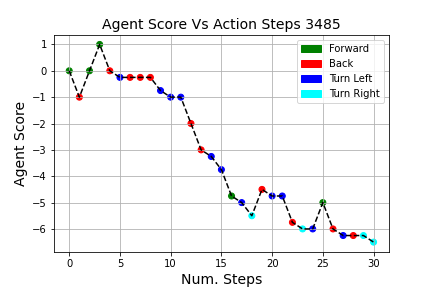 Agent Score Vs Action Steps 3485
Forward
Back
Turn Left
Turn Right
Agent Score
1
0
−1
−2
−3
−4
−5
−6
0 5 10 15 20 25 30
Num. Steps